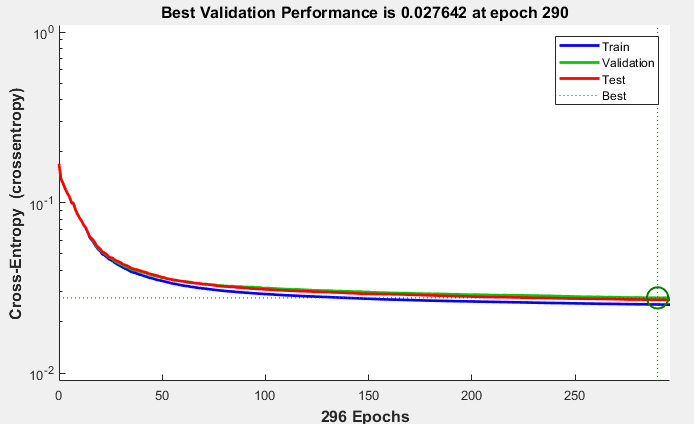 Best Validation Performance is 0.027642 at epoch 290
10^0
10^-1
10^-2
Cross-Entropy (crossentropy)
Train
Validation
Test
Best
0 50 100 150 200 250
296 Epochs